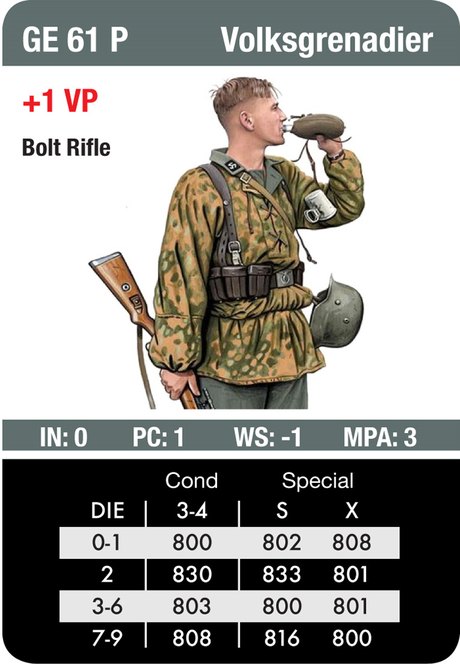 GE 61 P Volksgrenadier
+1 VP
Bolt Rifle
IN: 0 PC: 1 WS: -1 MPA: 3
Cond Special
DIE 3-4 S X
0-1 800 802 808
2 830 833 801
3-6 803 800 801
7-9 808 816 800